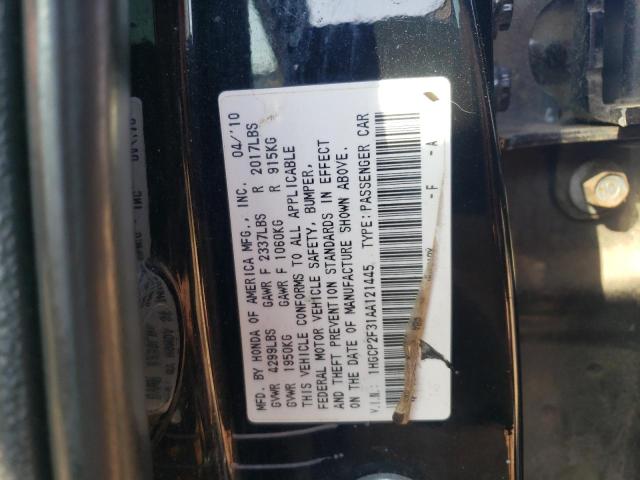 MFD. BY HONDA OF AMERICA MFG., INC. 04/'10
GVWR 4299LBS GAWR F 2337LBS R 2017LBS
GVWR 1950KG GAWR F 1060KG R 915KG
THIS VEHICLE CONFORMS TO ALL APPLICABLE
FEDERAL MOTOR VEHICLE SAFETY, BUMPER,
AND THEFT PREVENTION STANDARDS IN EFFECT
ON THE DATE OF MANUFACTURE SHOWN ABOVE.
V.I.N.: 1HGCP2F31AA121445 TYPE:PASSENGER CAR
-F -A